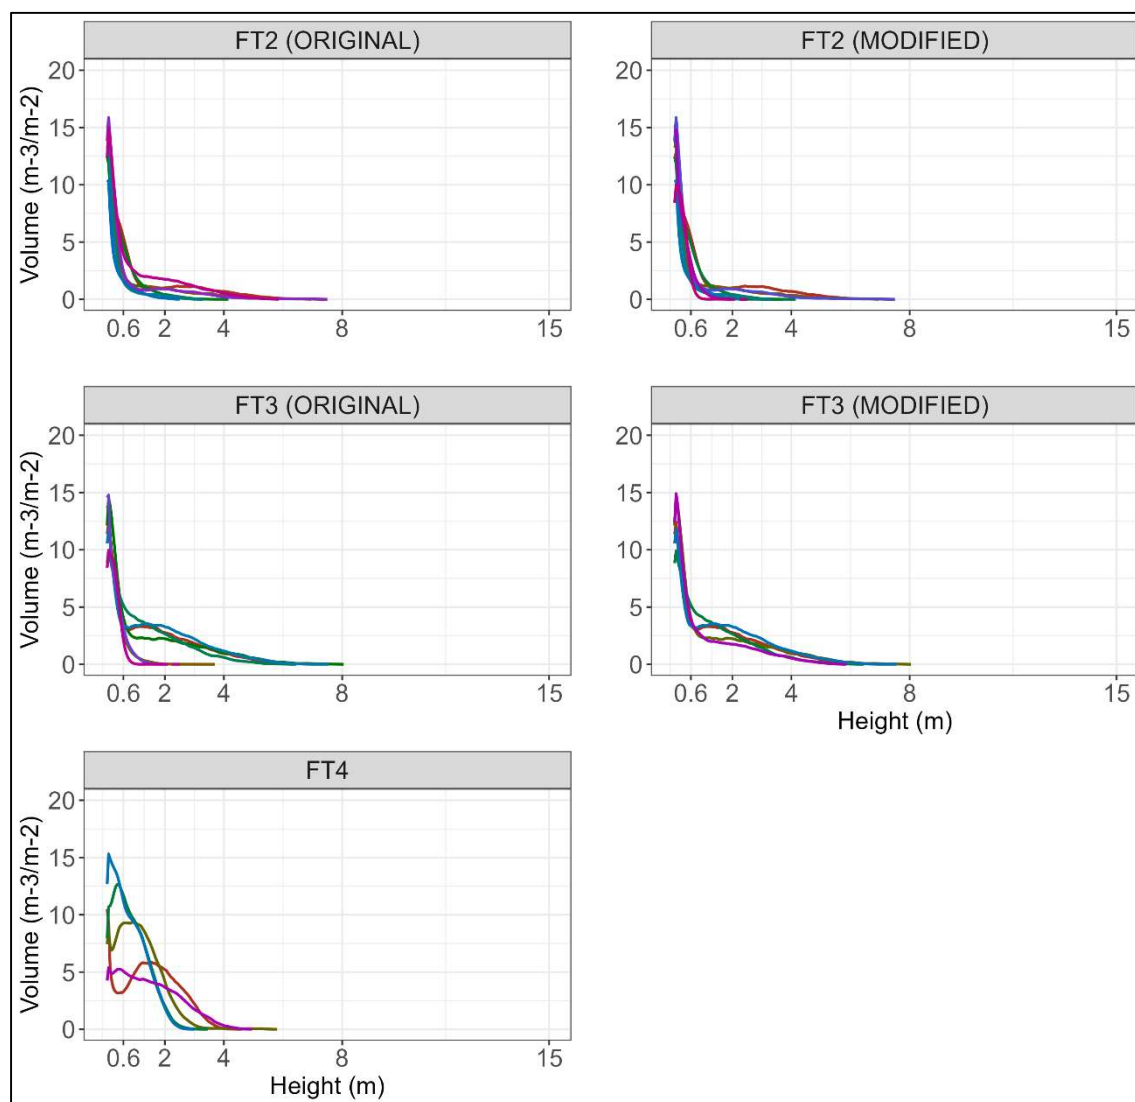 FT2 (ORIGINAL)
FT2 (MODIFIED)
20
15
10
5
0
Volume (m-3/m-2)
0.6 2 4 8 15
20
15
10
5
0
0.6 2 4 8 15
FT3 (ORIGINAL)
FT3 (MODIFIED)
20
15
10
5
0
Volume (m-3/m-2)
0.6 2 4 8 15
20
15
10
5
0
0.6 2 4 8 15
Height (m)
FT4
20
15
10
5
0
Volume (m-3/m-2)
0.6 2 4 8 15
Height (m)